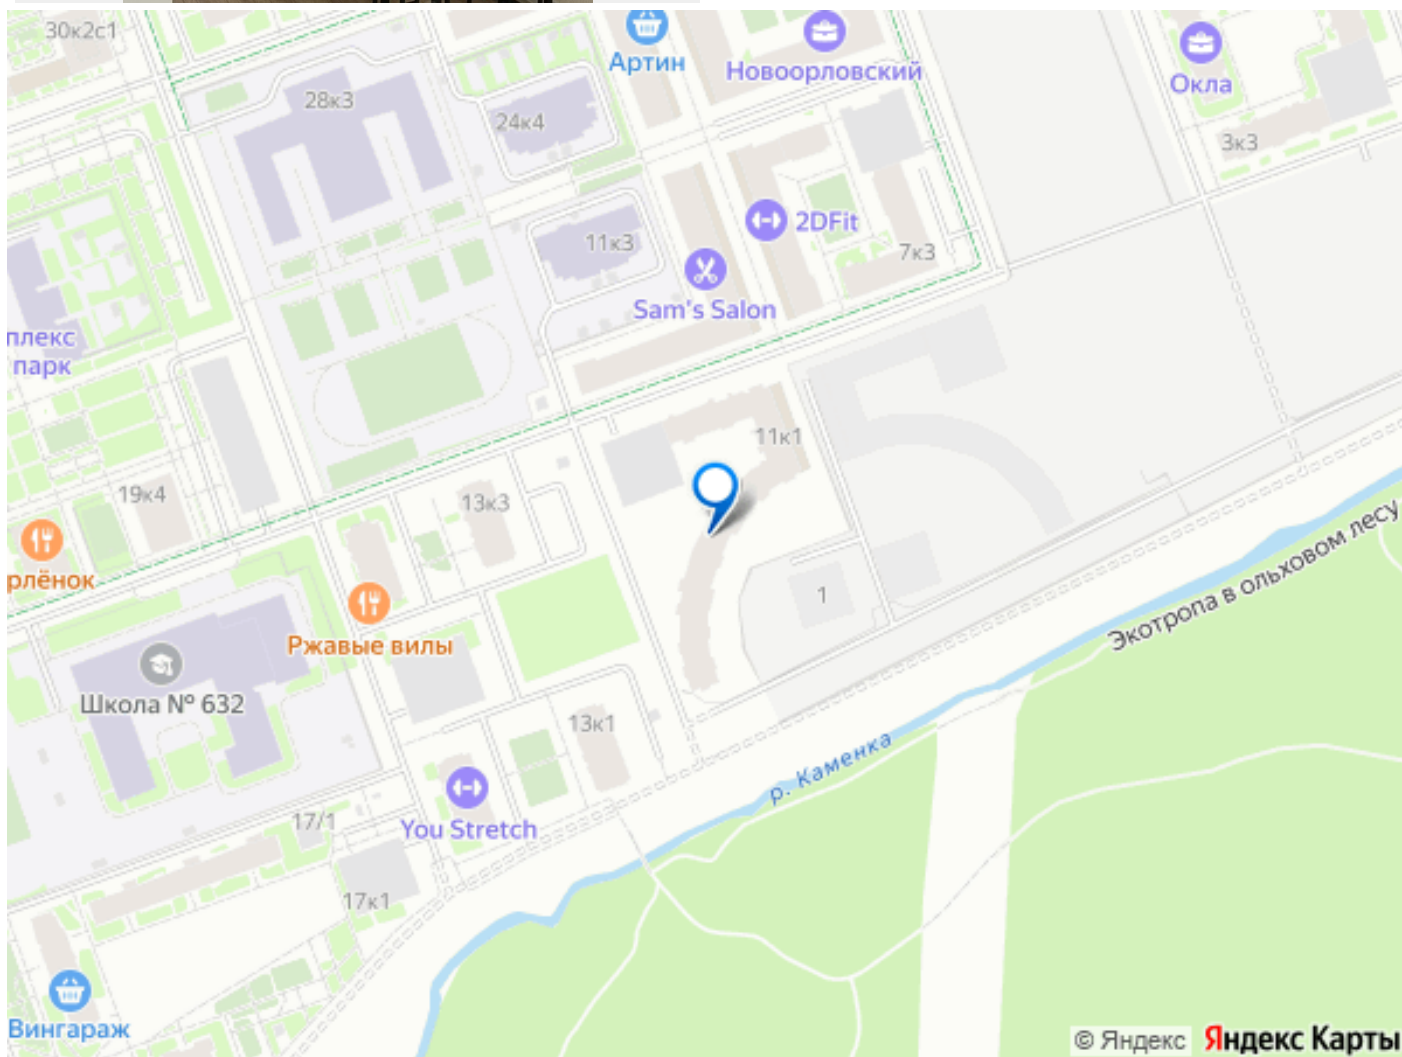 30к2с1
Артин
Новоорловский
Окла
28к3
24к4
3к3
2DFit
11к3
7к3
Sam's Salon
плекс
парк
11к1
19к4
13к3
рлёнок
Ржавые вилы
1
Экотропа в ольховом лесу
Школа № 632
13к1
р. Каменка
17/1
You Stretch
17к1
Вингараж
© Яндекс Яндекс Карты